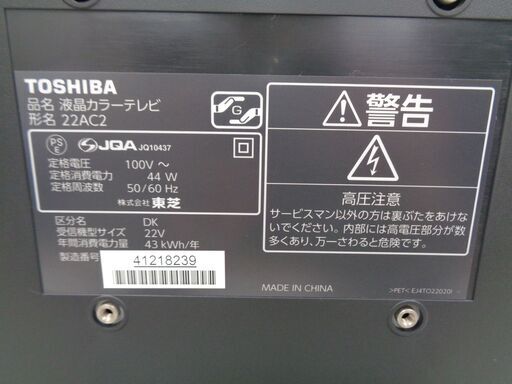 TOSHIBA
品名 液晶カラーテレビ
形名 22AC2
G
PS
E
JQA JQ10437
定格電圧 100V ～
定格消費電力 44 W
定格周波数 50/60 Hz
株式会社 東芝
区分名 DK
受信機型サイズ 22V
年間消費電力量 43 kWh/年
製造番号 41218239
警告
高圧注意
サービスマン以外の方は裏ぶたをあけな
いでください。内部には高電圧部分が数
多くあり、万一さわると危険です。
MADE IN CHINA
>PET< EJ4TO22020I